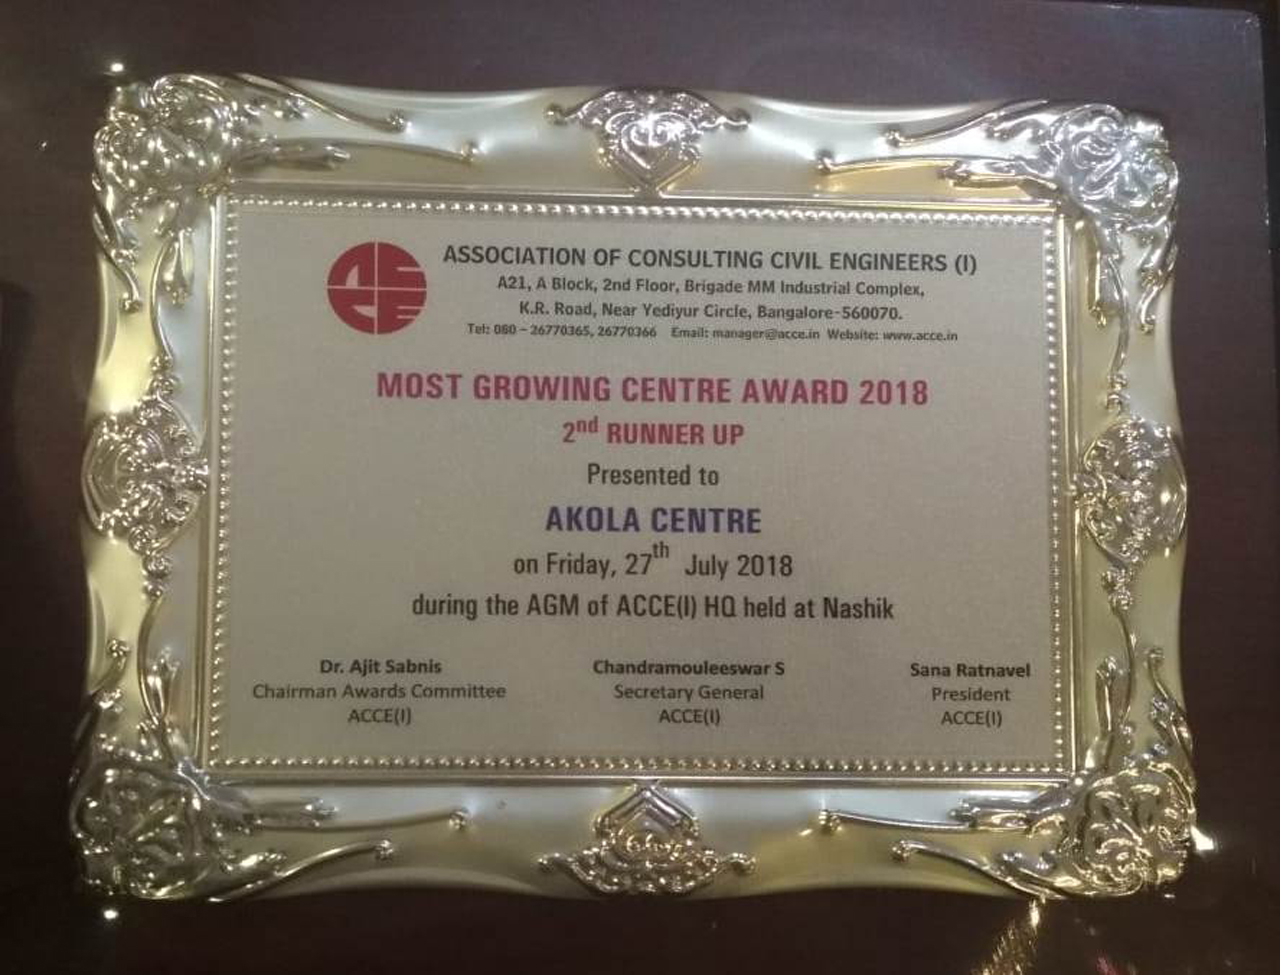 ACCE
ASSOCIATION OF CONSULTING CIVIL ENGINEERS (I)
A21, A Block, 2nd Floor, Brigade MM Industrial Complex,
K.R. Road, Near Yediyur Circle, Bangalore-560070.
Tel: 080 – 26770365, 26770366 Email: manager@acce.in Website: www.acce.in
MOST GROWING CENTRE AWARD 2018
2nd RUNNER UP
Presented to
AKOLA CENTRE
on Friday, 27th July 2018
during the AGM of ACCE(I) HQ held at Nashik
Dr. Ajit Sabnis
Chairman Awards Committee
ACCE(I)
Chandramouleeswar S
Secretary General
ACCE(I)
Sana Ratnavel
President
ACCE(I)